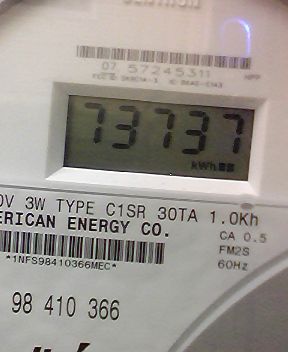 07 57245311 HPP
73737
kWh
0V 3W TYPE C1SR 30TA 1.0Kh
ERICAN ENERGY CO.
CA 0.5
FM2S
*1NFS98410366MEC*
60Hz
98 410 366